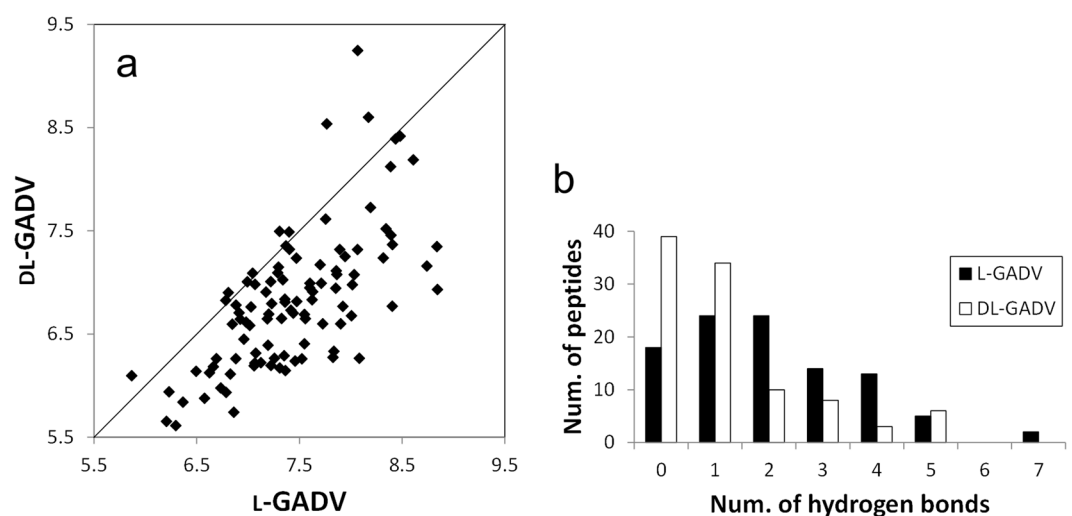 a
9.5
8.5
7.5
6.5
5.5
DL-GADV
5.5 6.5 7.5 8.5 9.5
L-GADV
b
40
30
20
10
0
Num. of peptides
L-GADV
DL-GADV
0 1 2 3 4 5 6 7
Num. of hydrogen bonds